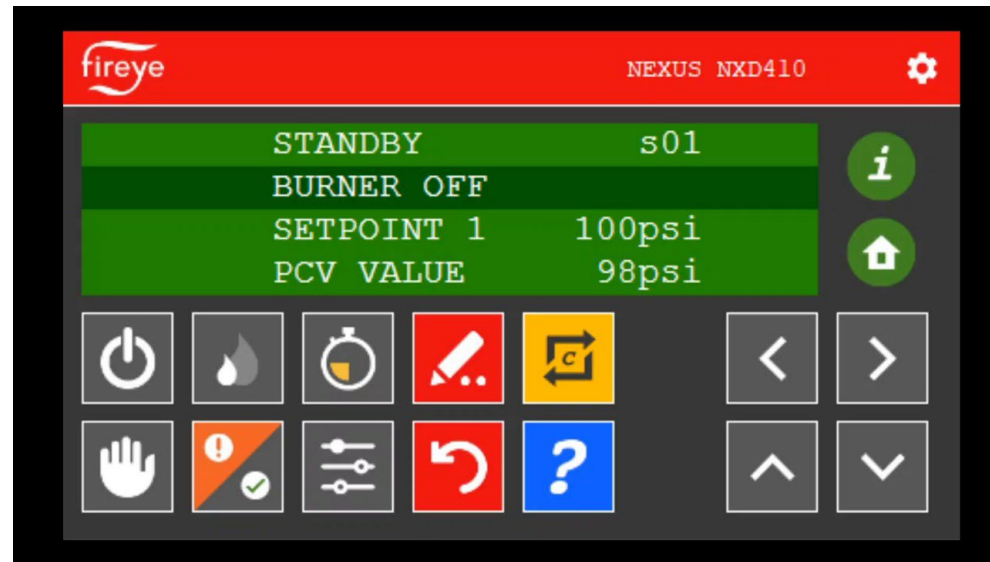 fireye
NEXUS NXD410
STANDBY s01
BURNER OFF
SETPOINT 1 100psi
PCV VALUE 98psi
i
C
?